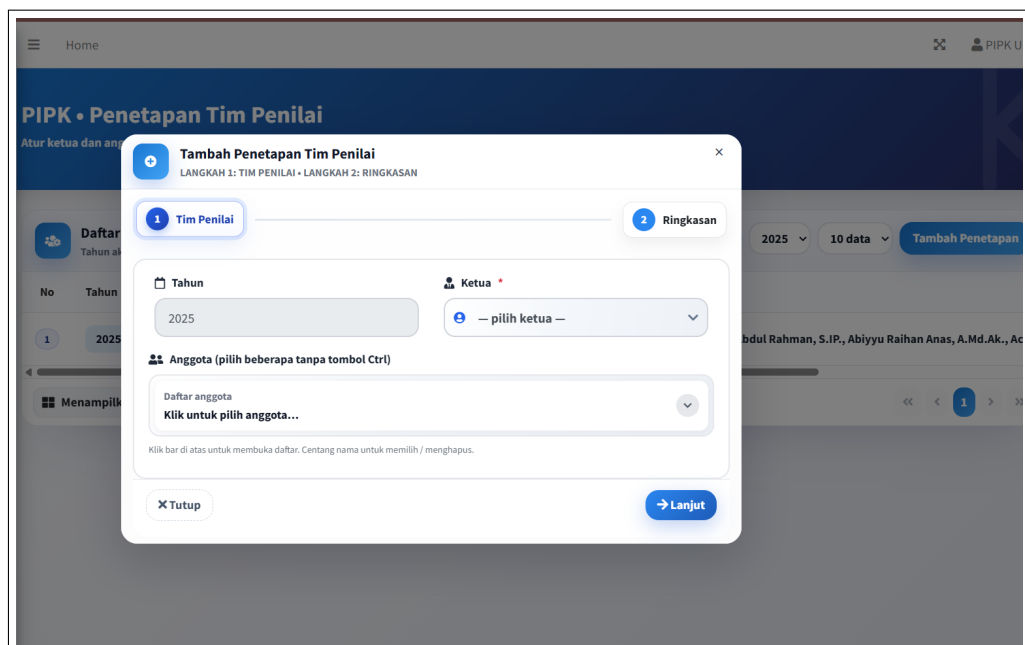 Home
PIPK U
PIPK • Penetapan Tim Penilai
Atur ketua dan ang
Tambah Penetapan Tim Penilai
LANGKAH 1: TIM PENILAI • LANGKAH 2: RINGKASAN
×
1 Tim Penilai
2 Ringkasan
Daftar
Tahun ak
2025
10 data
Tambah Penetapan
Tahun
Ketua *
2025
— pilih ketua —
No
Tahun
1
2025
bdul Rahman, S.IP., Abiyyu Raihan Anas, A.Md.Ak., Ac
Anggota (pilih beberapa tanpa tombol Ctrl)
Daftar anggota
Klik untuk pilih anggota...
Menampilk
« ‹ 1 › »
Klik bar di atas untuk membuka daftar. Centang nama untuk memilih / menghapus.
Tutup
Lanjut